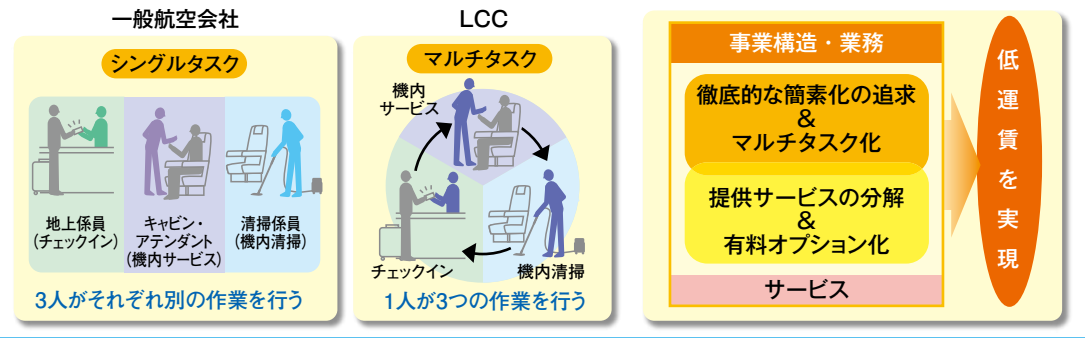 一般航空会社
シングルタスク
地上係員
(チェックイン)
キャビン・
アテンダント
(機内サービス)
清掃係員
(機内清掃)
3人がそれぞれ別の作業を行う
LCC
マルチタスク
機内
サービス
チェックイン
機内清掃
1人が3つの作業を行う
事業構造・業務
徹底的な簡素化の追求
&
マルチタスク化
提供サービスの分解
&
有料オプション化
サービス
低運賃を実現